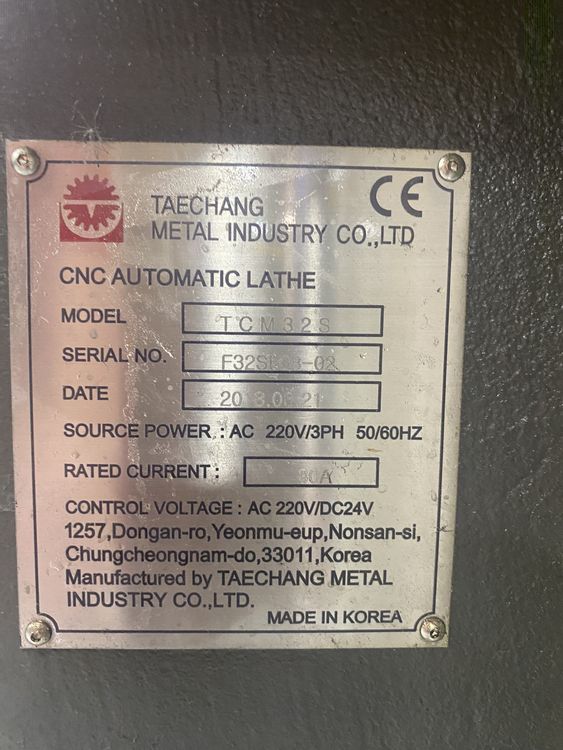 TAECHANG
METAL INDUSTRY CO.,LTD
CE
CNC AUTOMATIC LATHE
MODEL TCM32S
SERIAL NO.
DATE
SOURCE POWER : AC 220V/3PH 50/60HZ
RATED CURRENT :
CONTROL VOLTAGE : AC 220V/DC24V
1257,Dongan-ro,Yeonmu-eup,Nonsan-si,
Chungcheongnam-do,33011,Korea
Manufactured by TAECHANG METAL
INDUSTRY CO.,LTD.
MADE IN KOREA